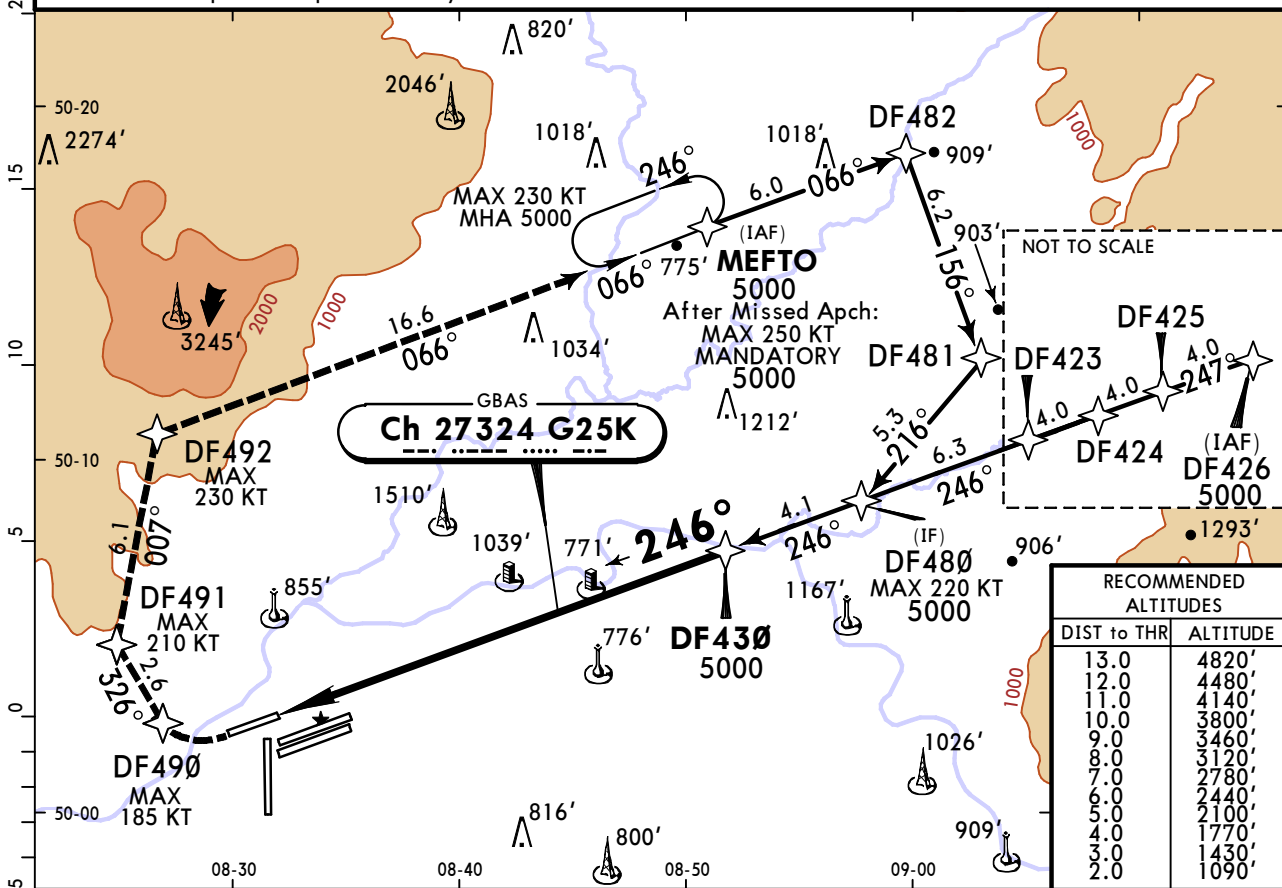 820'
2046'
50-20
DF482
2274'
1018'
1018'
909'
1000
246°
15
MAX 230 KT
MHA 5000
6.0
066°
6.2
903'
156°
NOT TO SCALE
(IAF)
775'
MEFTO
5000
066°
After Missed Apch:
MAX 250 KT
MANDATORY
5000
2000
1000
3245'
16.6
066°
1034'
DF425
DF481
DF423
4.0
247°
4.0
4.0
10
GBAS
Ch 27324 G25K
1212'
5.3
216°
6.3
246°
DF424
(IAF)
DF426
5000
DF492
MAX
230 KT
50-10
1510'
4.1
246°
246°
(IF)
DF480
MAX 220 KT
5000
5
6.1
007°
1039'
771'
906'
1293'
DF491
MAX
210 KT
855'
1167'
776'
DF430
5000
2.6
326°
0
1000
DF490
MAX
185 KT
1026'
50-00
816'
800'
909'
5
08-30
08-40
08-50
09-00
RECOMMENDED
ALTITUDES
DIST to THR ALTITUDE
13.0 4820'
12.0 4480'
11.0 4140'
10.0 3800'
9.0 3460'
8.0 3120'
7.0 2780'
6.0 2440'
5.0 2100'
4.0 1770'
3.0 1430'
2.0 1090'